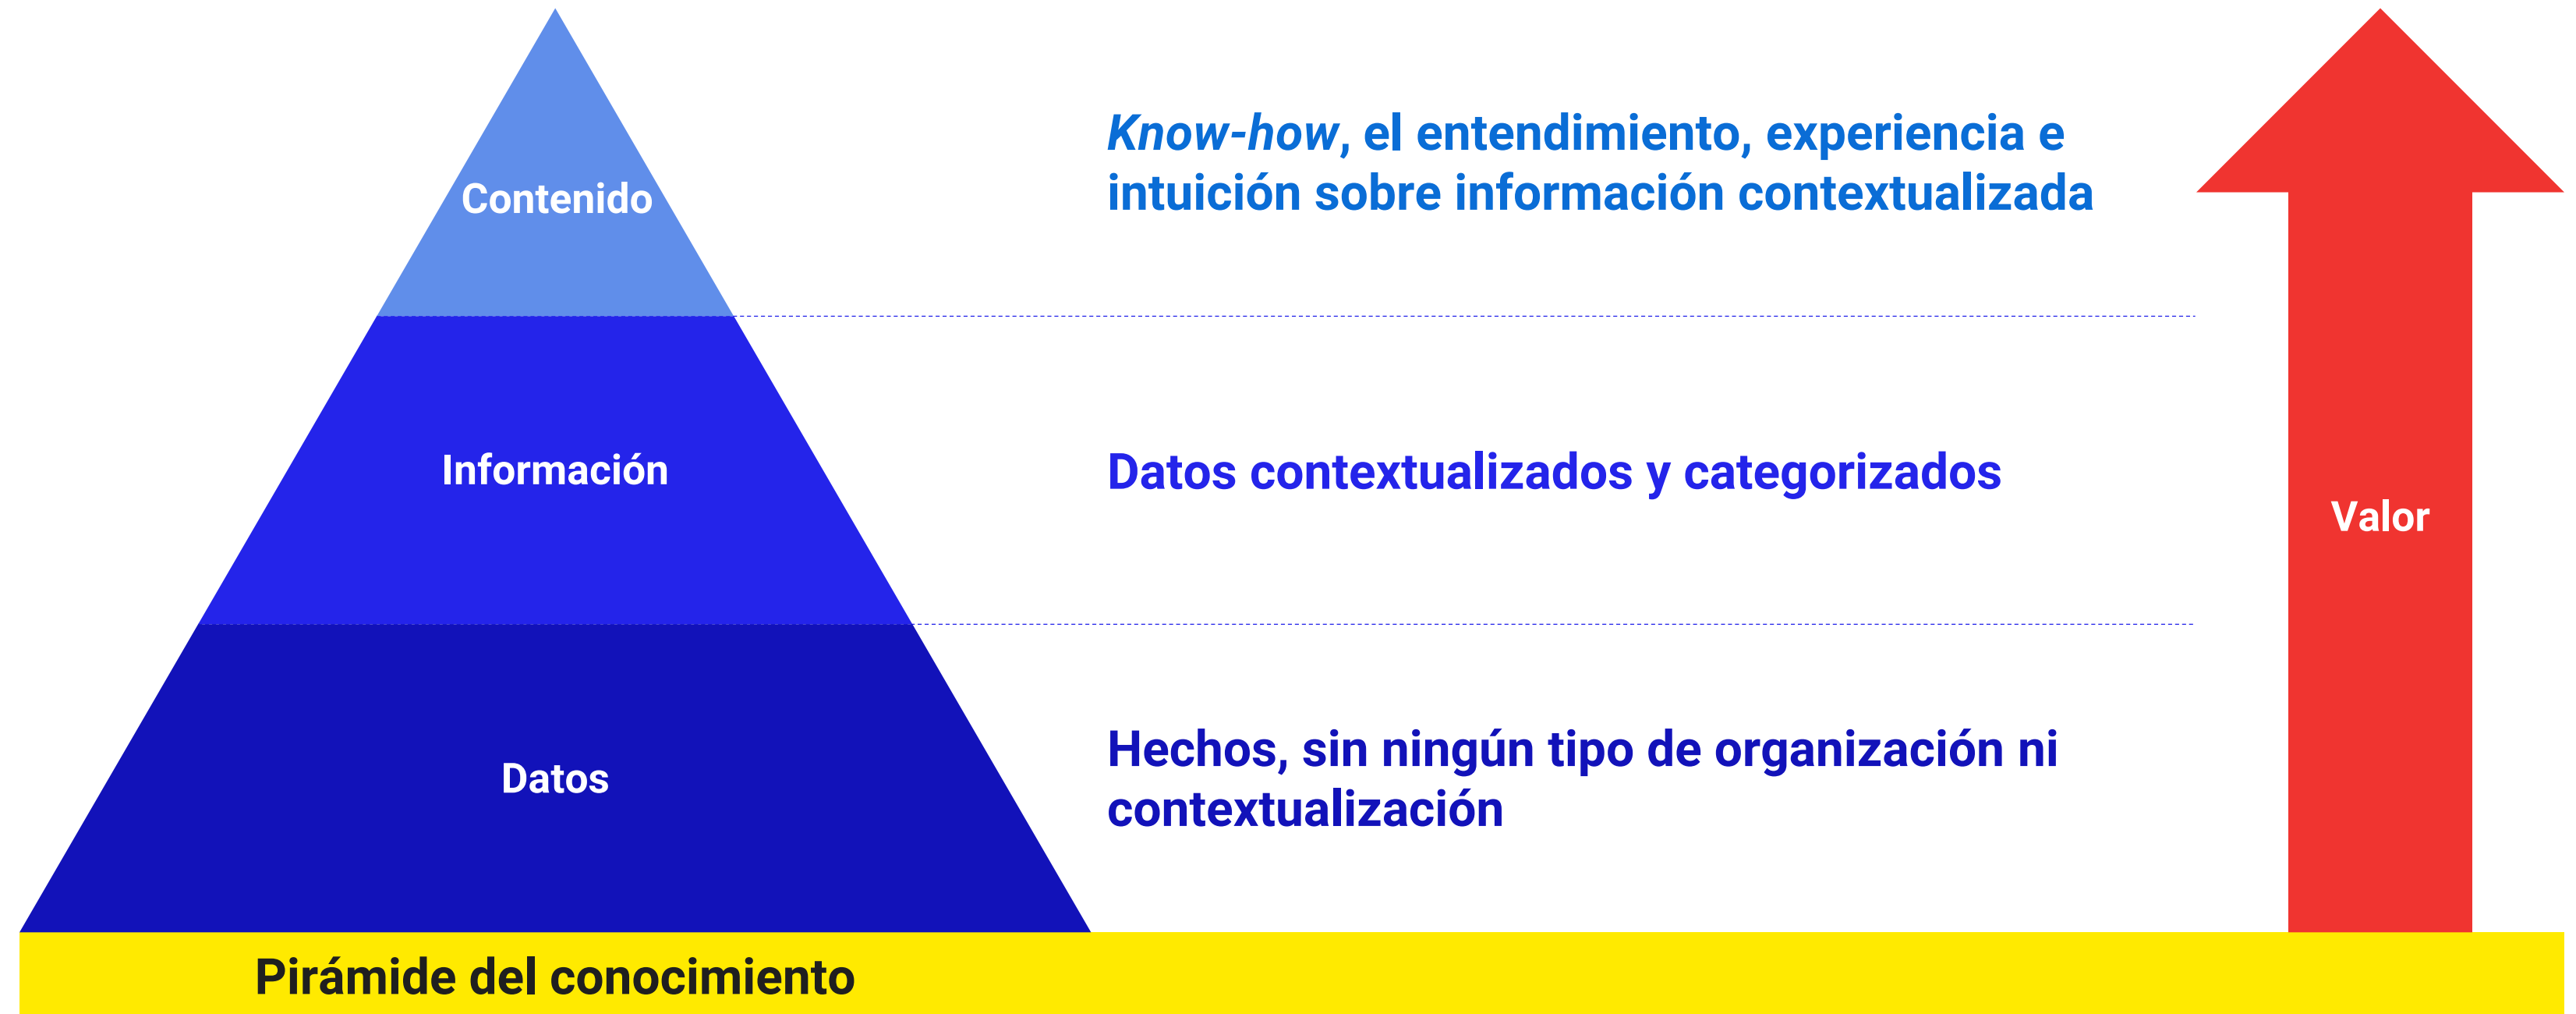 Contenido
Know-how, el entendimiento, experiencia e
intuición sobre información contextualizada
Información
Datos contextualizados y categorizados
Valor
Datos
Hechos, sin ningún tipo de organización ni
contextualización
Pirámide del conocimiento